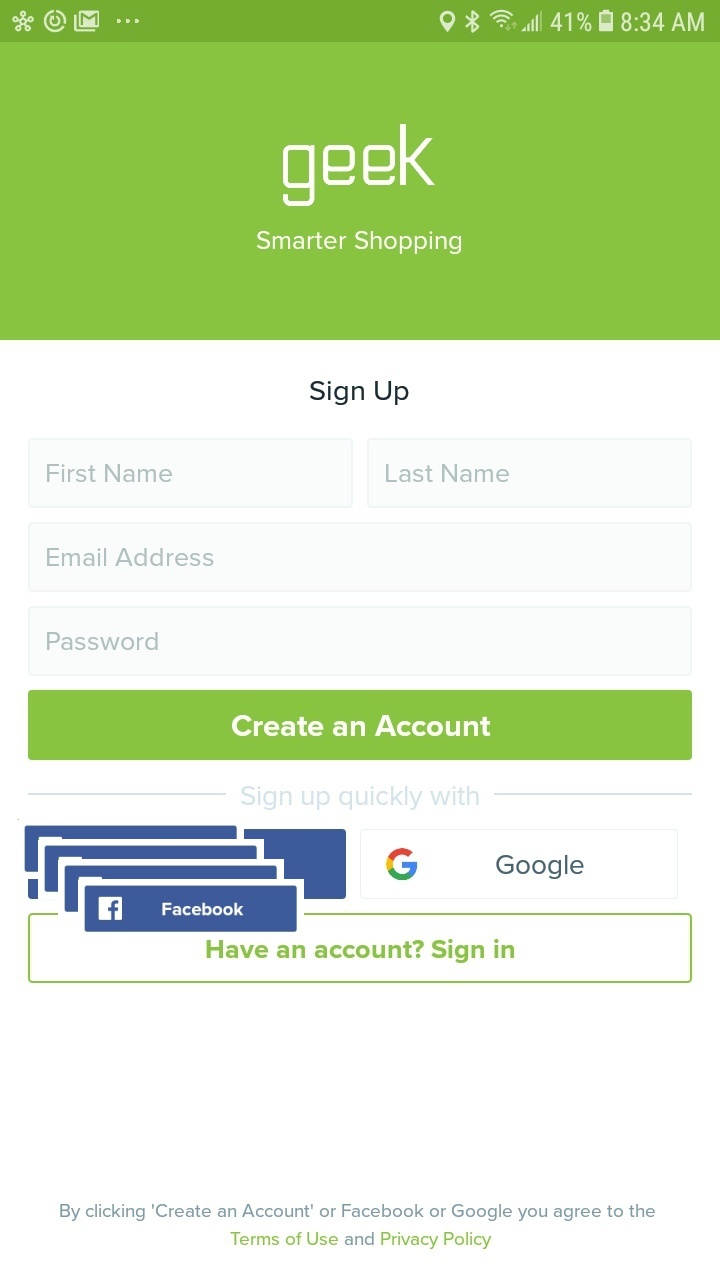 41% 8:34 AM
geek
Smarter Shopping
Sign Up
First Name Last Name
Email Address
Password
Create an Account
Sign up quickly with
Facebook Google
Have an account? Sign in
By clicking 'Create an Account' or Facebook or Google you agree to the
Terms of Use and Privacy Policy